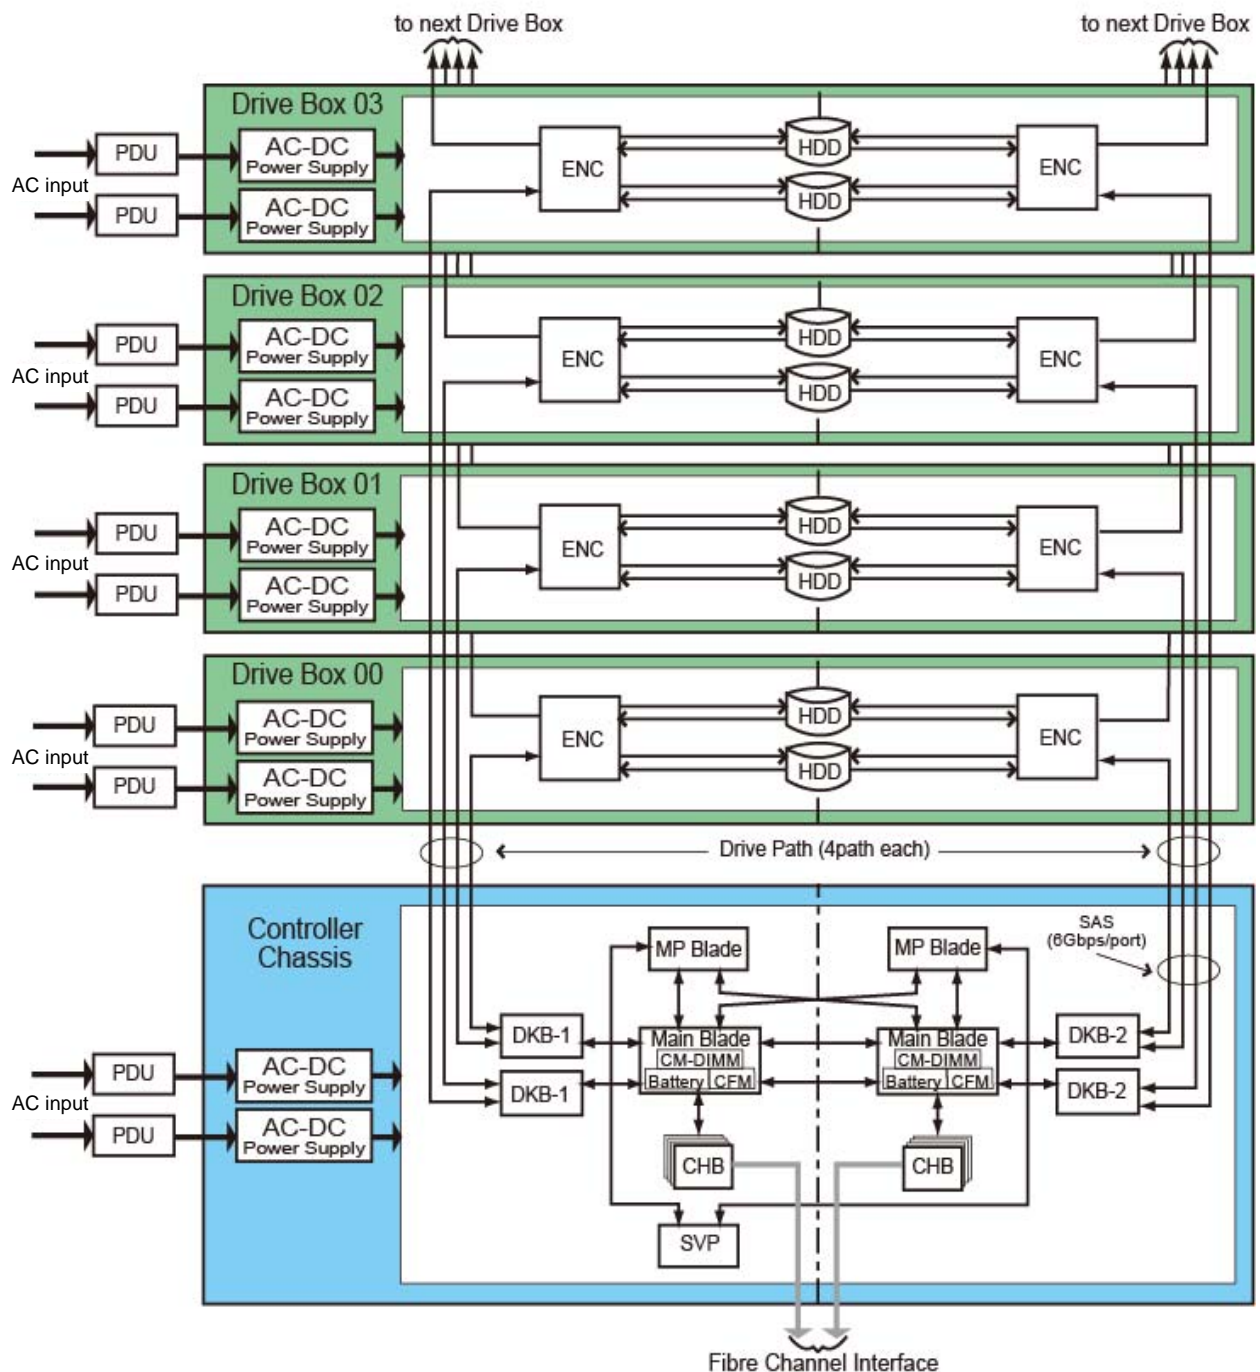 to next Drive Box
to next Drive Box
Drive Box 03
PDU
AC-DC
Power Supply
AC input
PDU
AC-DC
Power Supply
ENC
HDD
HDD
ENC
Drive Box 02
PDU
AC-DC
Power Supply
AC input
PDU
AC-DC
Power Supply
ENC
HDD
HDD
ENC
Drive Box 01
PDU
AC-DC
Power Supply
AC input
PDU
AC-DC
Power Supply
ENC
HDD
HDD
ENC
Drive Box 00
PDU
AC-DC
Power Supply
AC input
PDU
AC-DC
Power Supply
ENC
HDD
HDD
ENC
Drive Path (4path each)
Controller
Chassis
SAS
(6Gbps/port)
MP Blade
MP Blade
DKB-1
Main Blade
CM-DIMM
Battery
CFM
Main Blade
CM-DIMM
Battery
CFM
DKB-2
DKB-1
DKB-2
PDU
AC-DC
Power Supply
AC input
PDU
AC-DC
Power Supply
CHB
CHB
SVP
Fibre Channel Interface